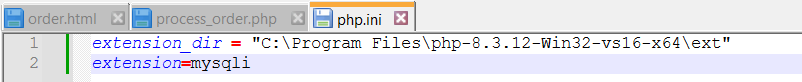 order.html process_order.php php.ini
1 extension_dir = "C:\Program Files\php-8.3.12-Win32-vs16-x64\ext"
2 extension=mysqli